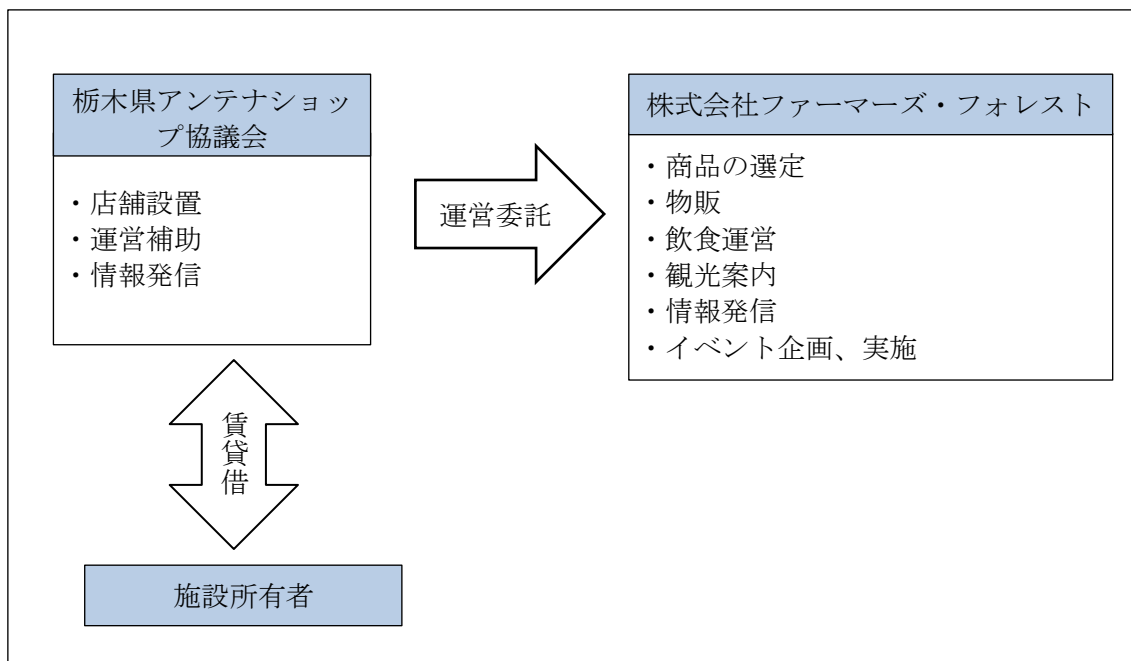 栃木県アンテナショッ
プ協議会
・店舗設置
・運営補助
・情報発信
運営委託
株式会社ファーマーズ・フォレスト
・商品の選定
・物販
・飲食運営
・観光案内
・情報発信
・イベント企画、実施
賃貸借
施設所有者